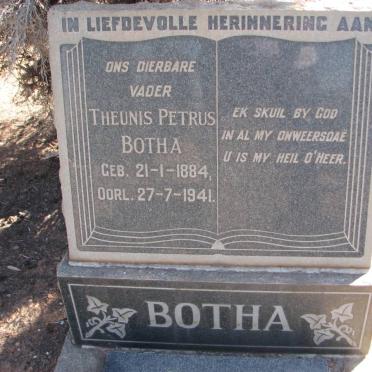 IN LIEFDEVOLLE HERINNERING AAN
ONS DIERBARE
VADER
THEUNIS PETRUS
BOTHA
GEB. 21-1-1884,
OORL. 27-7-1941.
EK SKUIL BY GOD
IN AL MY ONWEERSDAË
U IS MY HEIL O'HEER.
BOTHA